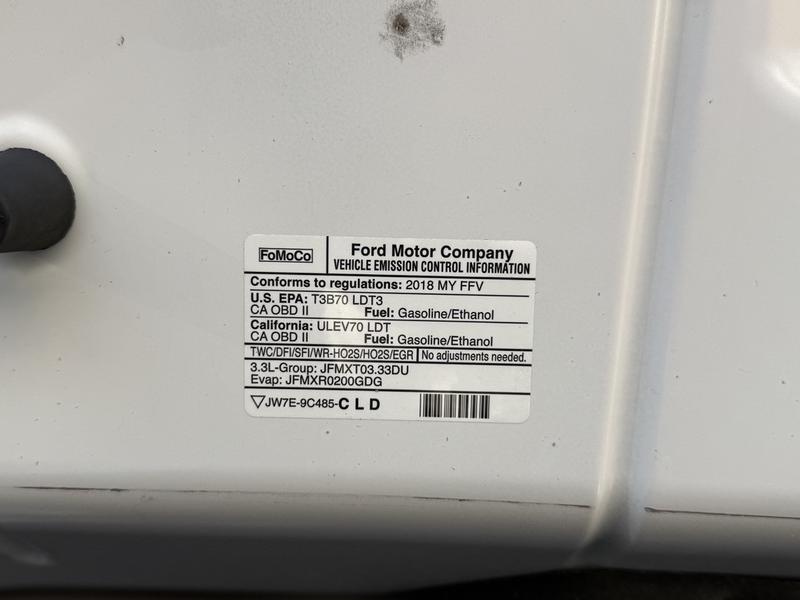 FoMoCo
Ford Motor Company
VEHICLE EMISSION CONTROL INFORMATION
Conforms to regulations: 2018 MY FFV
U.S. EPA: T3B70 LDT3
CA OBD II Fuel: Gasoline/Ethanol
California: ULEV70 LDT
CA OBD II Fuel: Gasoline/Ethanol
TWC/DFI/SFI/WR-HO2S/HO2S/EGR No adjustments needed.
3.3L-Group: JFMXT03.33DU
Evap: JFMXR0200GDG
JW7E-9C485-C L D